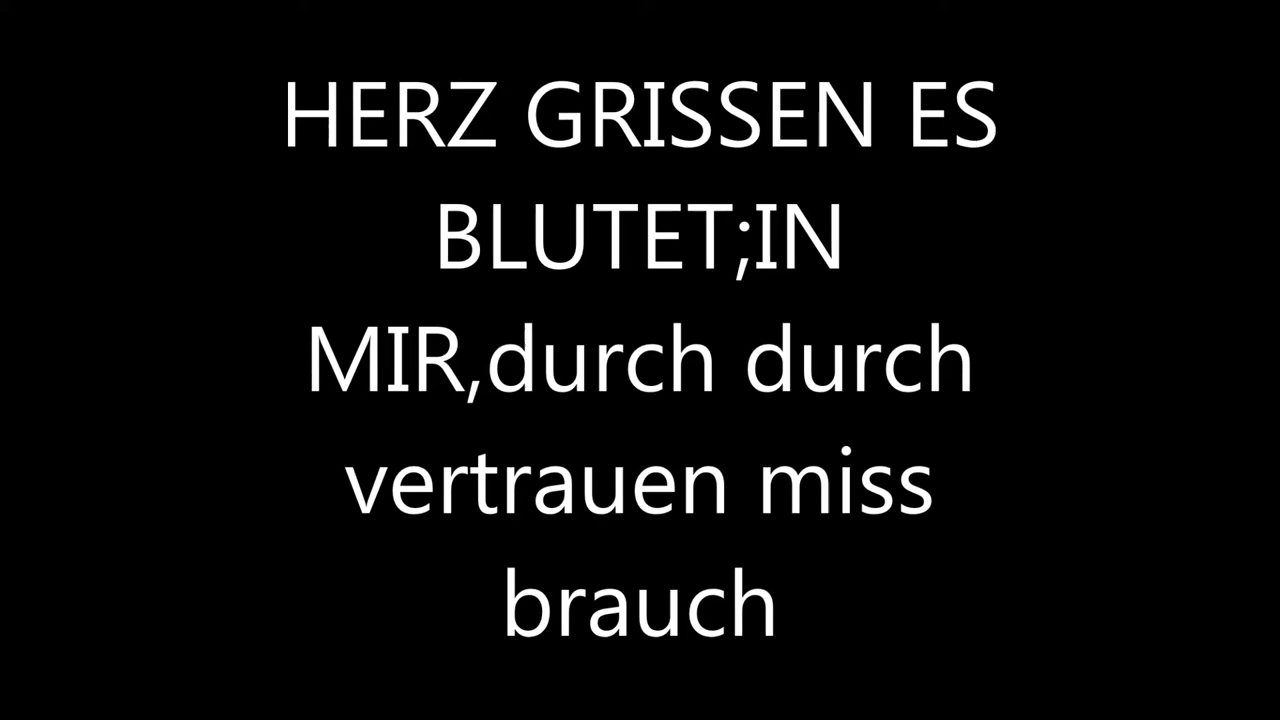 HERZ GRISSEN ES
BLUTET;IN
MIR,durch durch
vertrauen miss
brauch